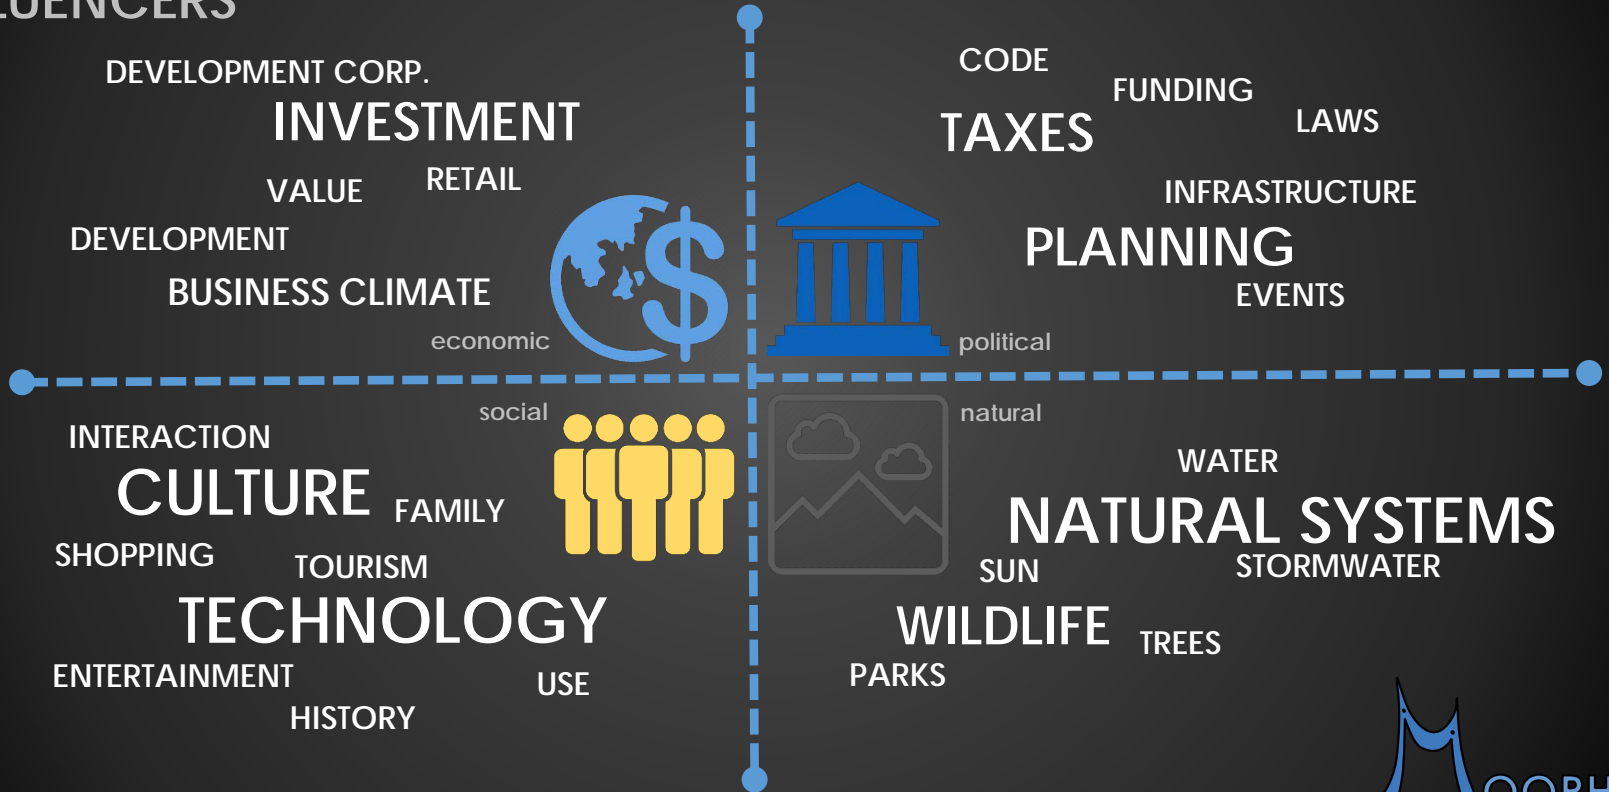 LUENCERS
DEVELOPMENT CORP.
INVESTMENT
VALUE
RETAIL
DEVELOPMENT
BUSINESS CLIMATE
economic
CODE
FUNDING
TAXES
LAWS
INFRASTRUCTURE
PLANNING
EVENTS
political
social
INTERACTION
CULTURE
FAMILY
SHOPPING
TOURISM
TECHNOLOGY
ENTERTAINMENT
USE
HISTORY
natural
WATER
NATURAL SYSTEMS
SUN
STORMWATER
WILDLIFE
TREES
PARKS